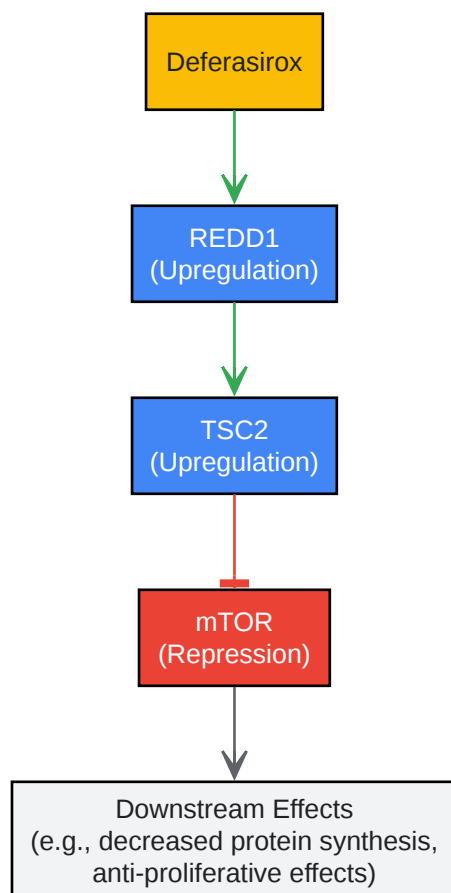 Deferasirox
REDD1
(Upregulation)
TSC2
(Upregulation)
mTOR
(Repression)
Downstream Effects
(e.g., decreased protein synthesis,
anti-proliferative effects)